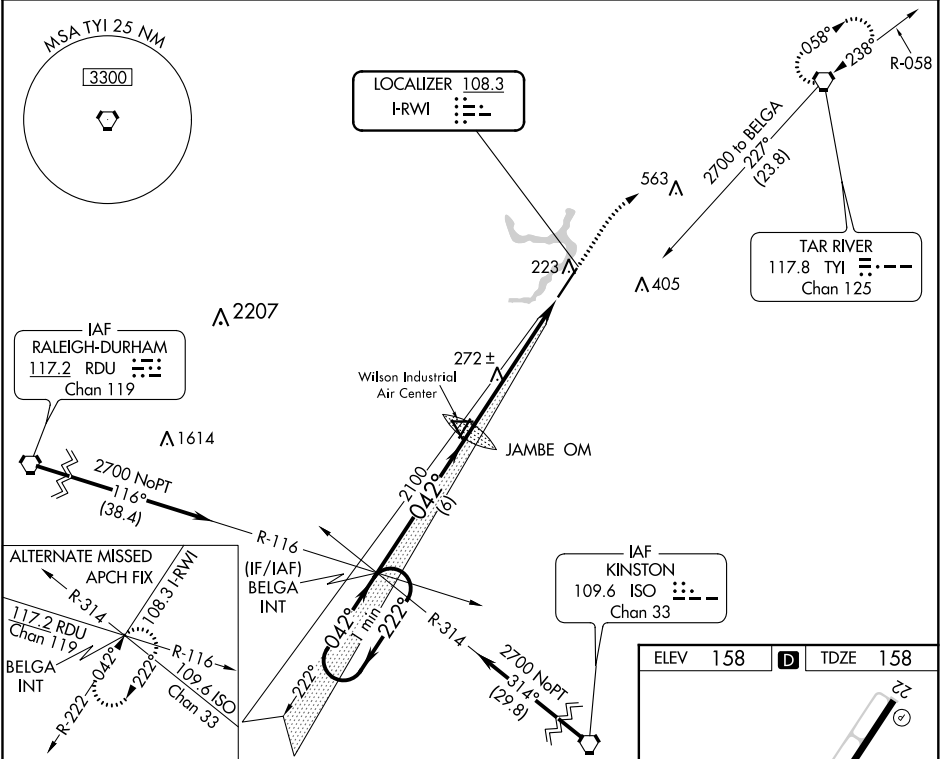 MSA TYI 25 NM
3300
LOCALIZER 108.3
I-RWI
058°
238°
R-058
2700 to BELGA
227°
(23.8)
563
TAR RIVER
117.8 TYI
Chan 125
223
405
2207
IAF
RALEIGH-DURHAM
117.2 RDU
Chan 119
272 ±
Wilson Industrial
Air Center
JAMBE OM
1614
2700 NoPT
116°
(38.4)
2100
042°
(6)
R-116
(IF/IAF)
BELGA
INT
042°
1 min
222°
222°
R-314
2700 NoPT
314°
(29.8)
IAF
KINSTON
109.6 ISO
Chan 33
ALTERNATE MISSED
APCH FIX
R-314
108.3 I-RWI
117.2 RDU
Chan 119
R-116
BELGA
INT
042°
222°
R-222
109.6 ISO
Chan 33
ELEV 158 D TDZE 158
22
P